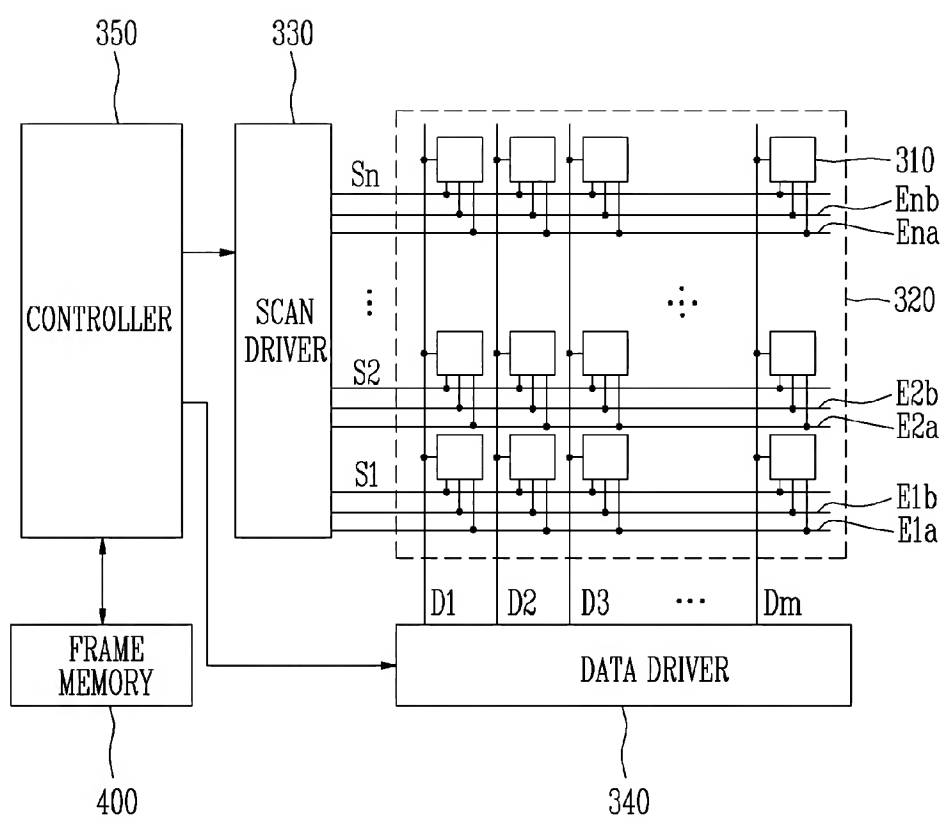 350
330
310
Sn
Enb
Ena
CONTROLLER
SCAN
DRIVER
320
S2
E2b
E2a
S1
E1b
E1a
D1 D2 D3 ... Dm
FRAME
MEMORY
DATA DRIVER
400
340